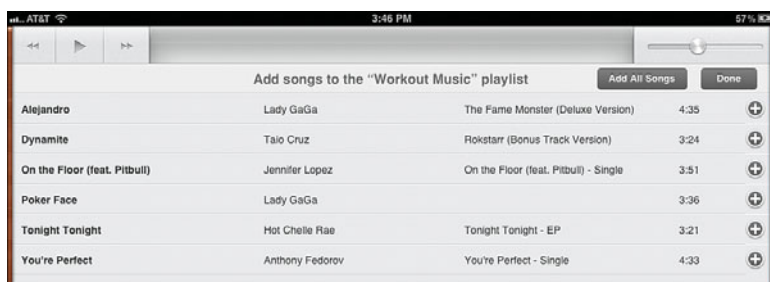 AT&T 3:46 PM 57%
Add songs to the “Workout Music” playlist Add All Songs Done
Alejandro Lady GaGa The Fame Monster (Deluxe Version) 4:35
Dynamite Taio Cruz Rokstarr (Bonus Track Version) 3:24
On the Floor (feat. Pitbull) Jennifer Lopez On the Floor (feat. Pitbull) - Single 3:51
Poker Face Lady GaGa 3:36
Tonight Tonight Hot Chelle Rae Tonight Tonight - EP 3:21
You're Perfect Anthony Fedorov You're Perfect - Single 4:33